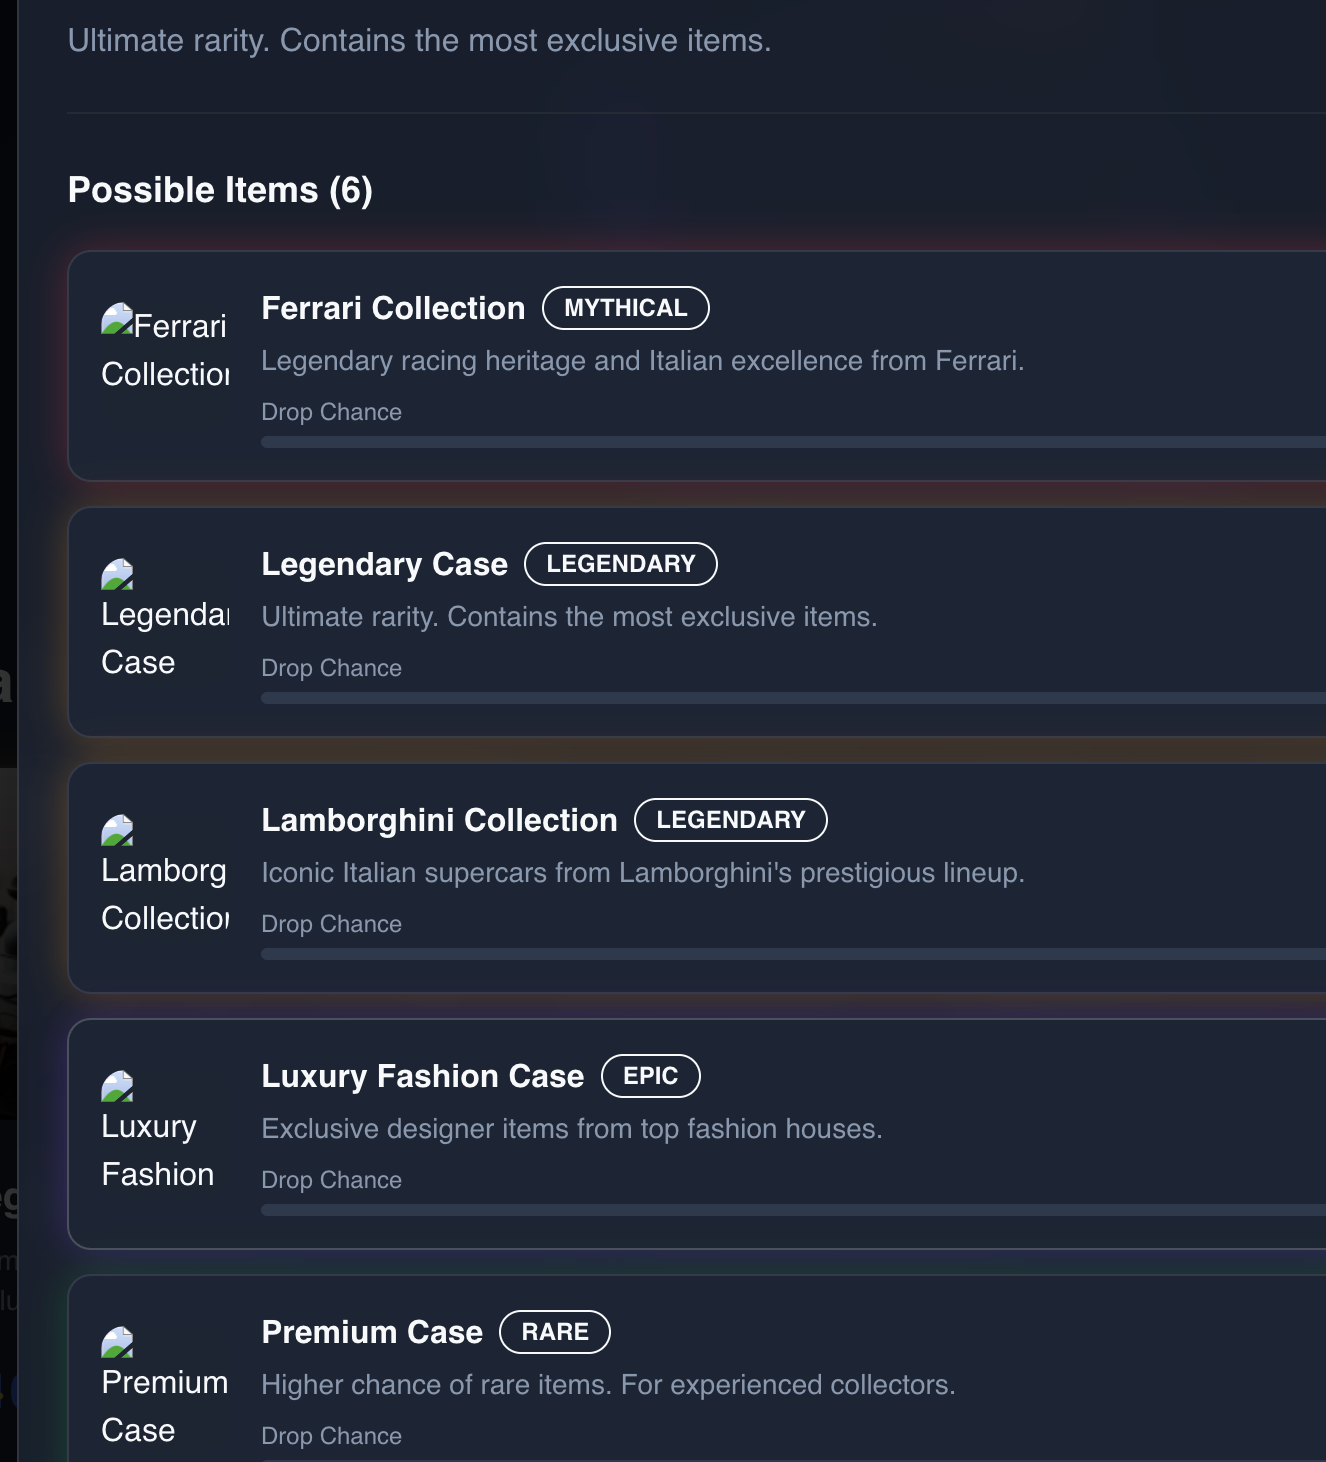 Ultimate rarity. Contains the most exclusive items.
Possible Items (6)
Ferrari
Collection
Ferrari Collection MYTHICAL
Legendary racing heritage and Italian excellence from Ferrari.
Drop Chance
Legendar
Case
Legendary Case LEGENDARY
Ultimate rarity. Contains the most exclusive items.
Drop Chance
Lamborg
Collection
Lamborghini Collection LEGENDARY
Iconic Italian supercars from Lamborghini's prestigious lineup.
Drop Chance
Luxury
Fashion
Luxury Fashion Case EPIC
Exclusive designer items from top fashion houses.
Drop Chance
Premium
Case
Premium Case RARE
Higher chance of rare items. For experienced collectors.
Drop Chance